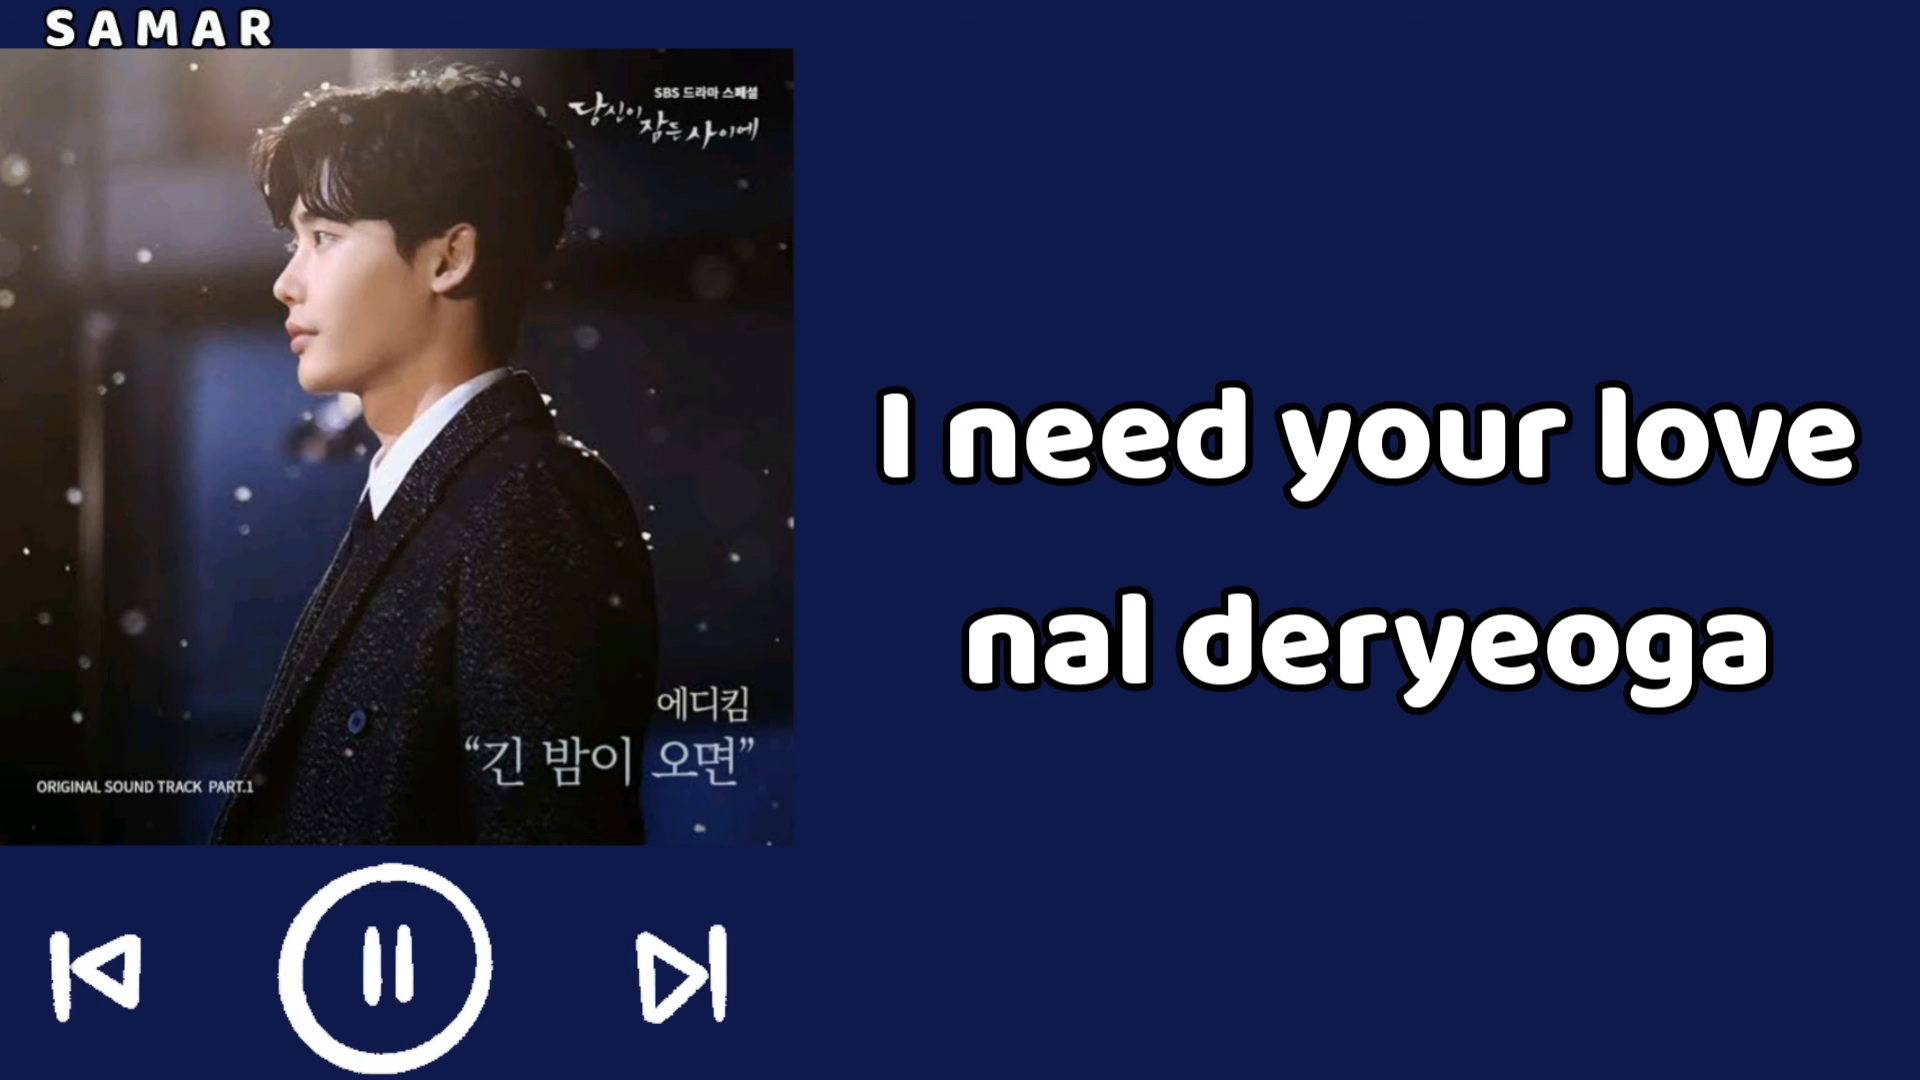 SAMAR
SBS 드라마 스페셜
당신이
잠든 사이에
에디킴
“긴 밤이 오면”
ORIGINAL SOUND TRACK PART.1
I need your love
nal deryeoga